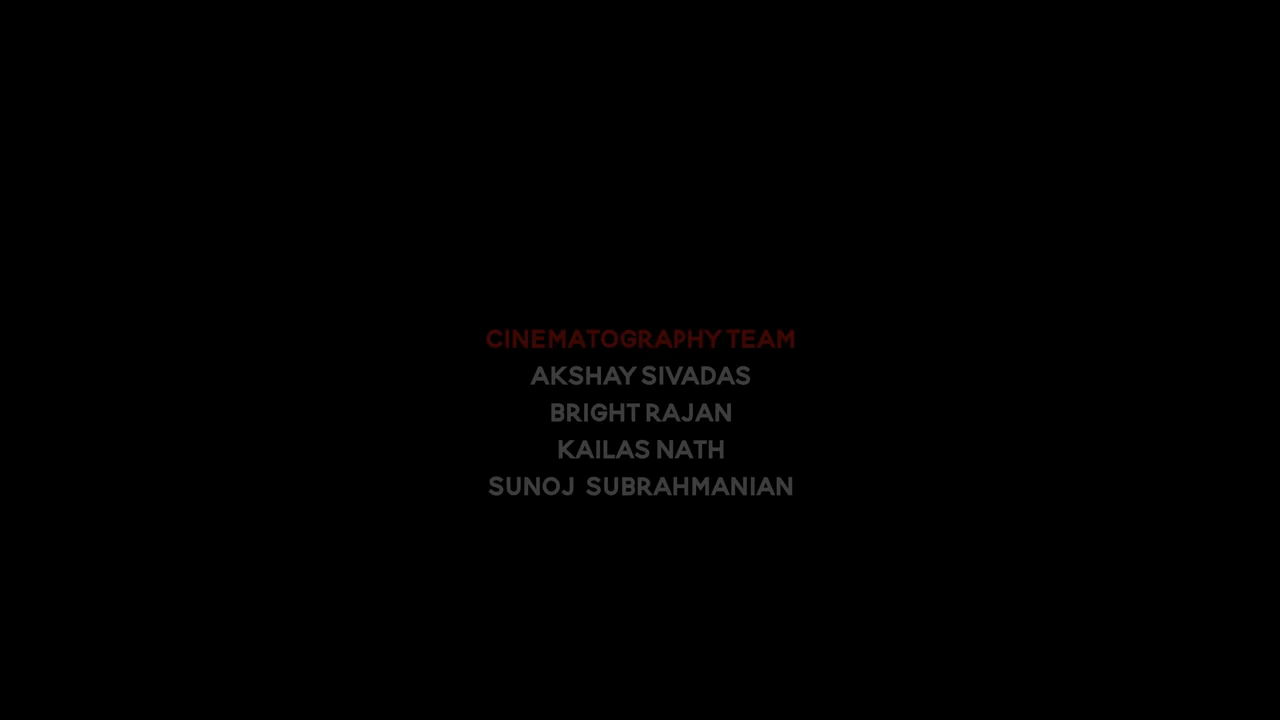 CINEMATOGRAPHY TEAM
AKSHAY SIVADAS
BRIGHT RAJAN
KAILAS NATH
SUNOJ  SUBRAHMANIAN